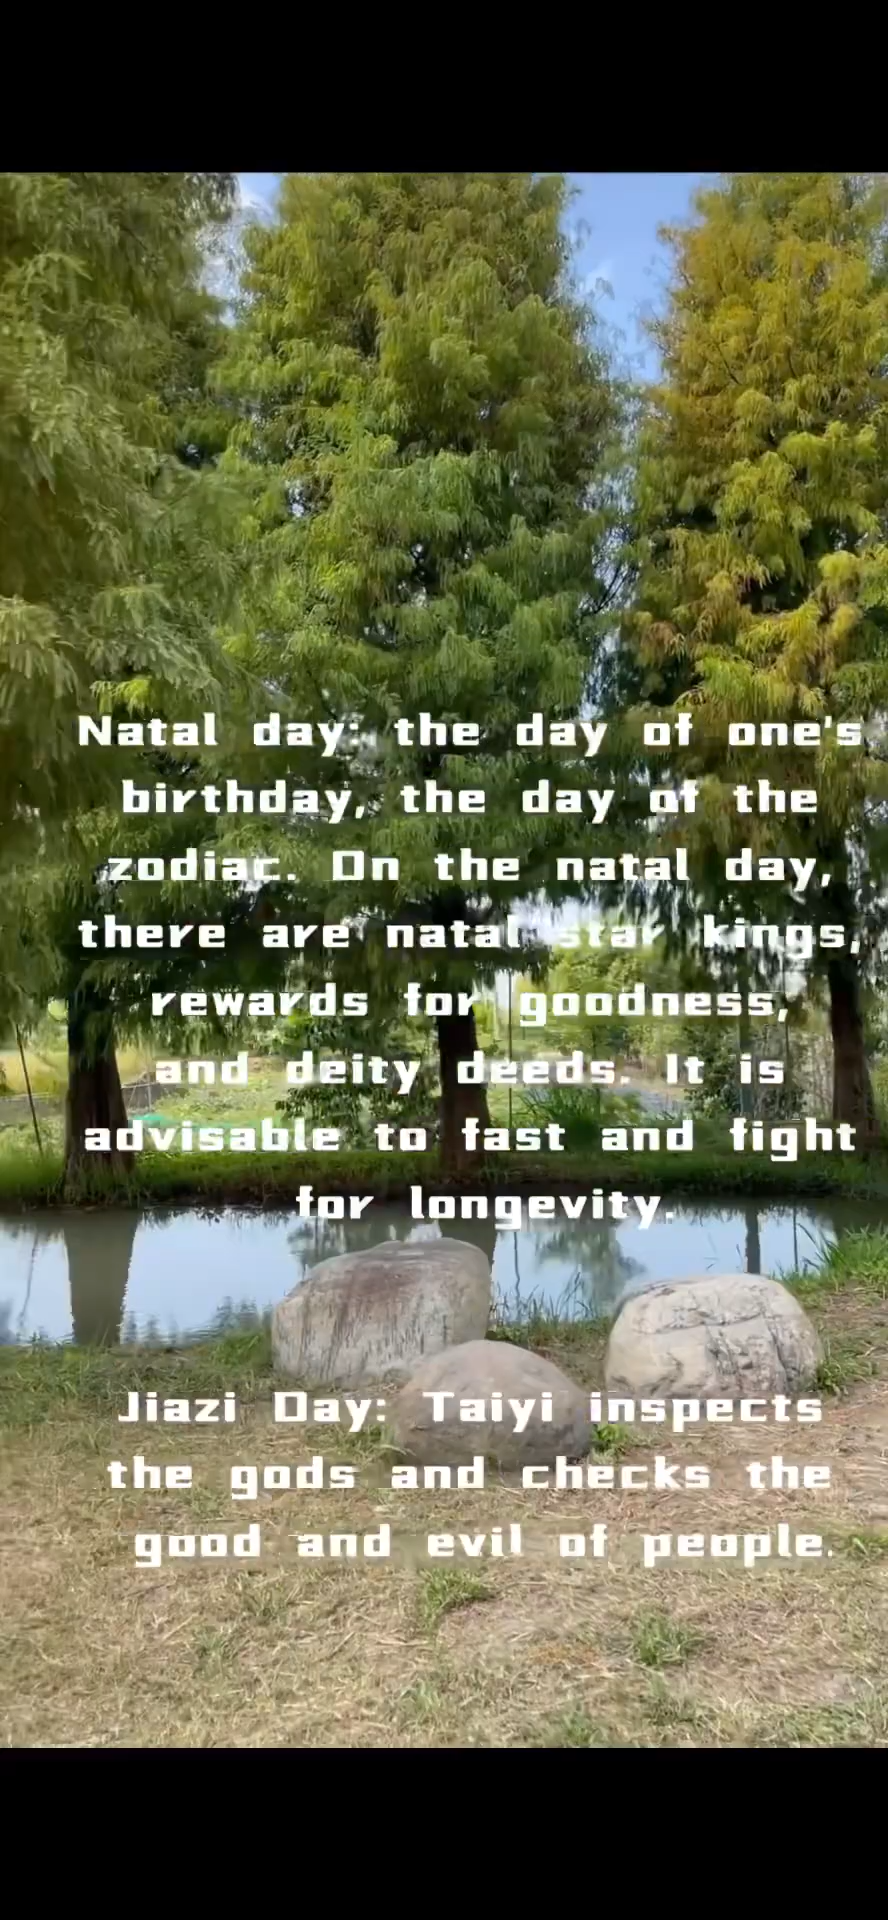 Natal day: the day of one's
birthday, the day of the
zodiac. On the natal day,
there are natal star kings,
rewards for goodness,
and deity deeds. It is
advisable to fast and fight
for longevity.
Jiazi Day: Taiyi inspects
the gods and checks the
good and evil of people.